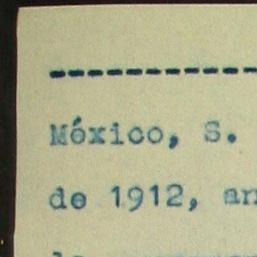 ----------
México, S.
de 1912, an